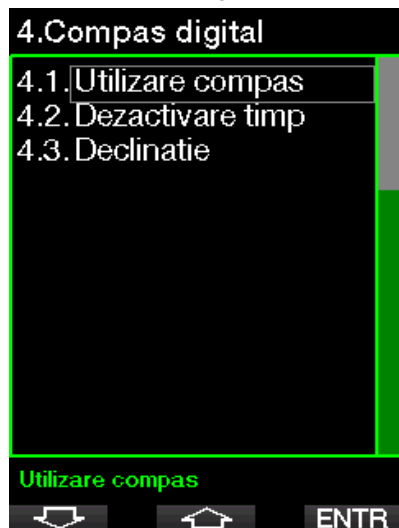 4.Compas digital
4.1. Utilizare compas
4.2. Dezactivare timp
4.3. Declinatie
Utilizare compas
ENTR